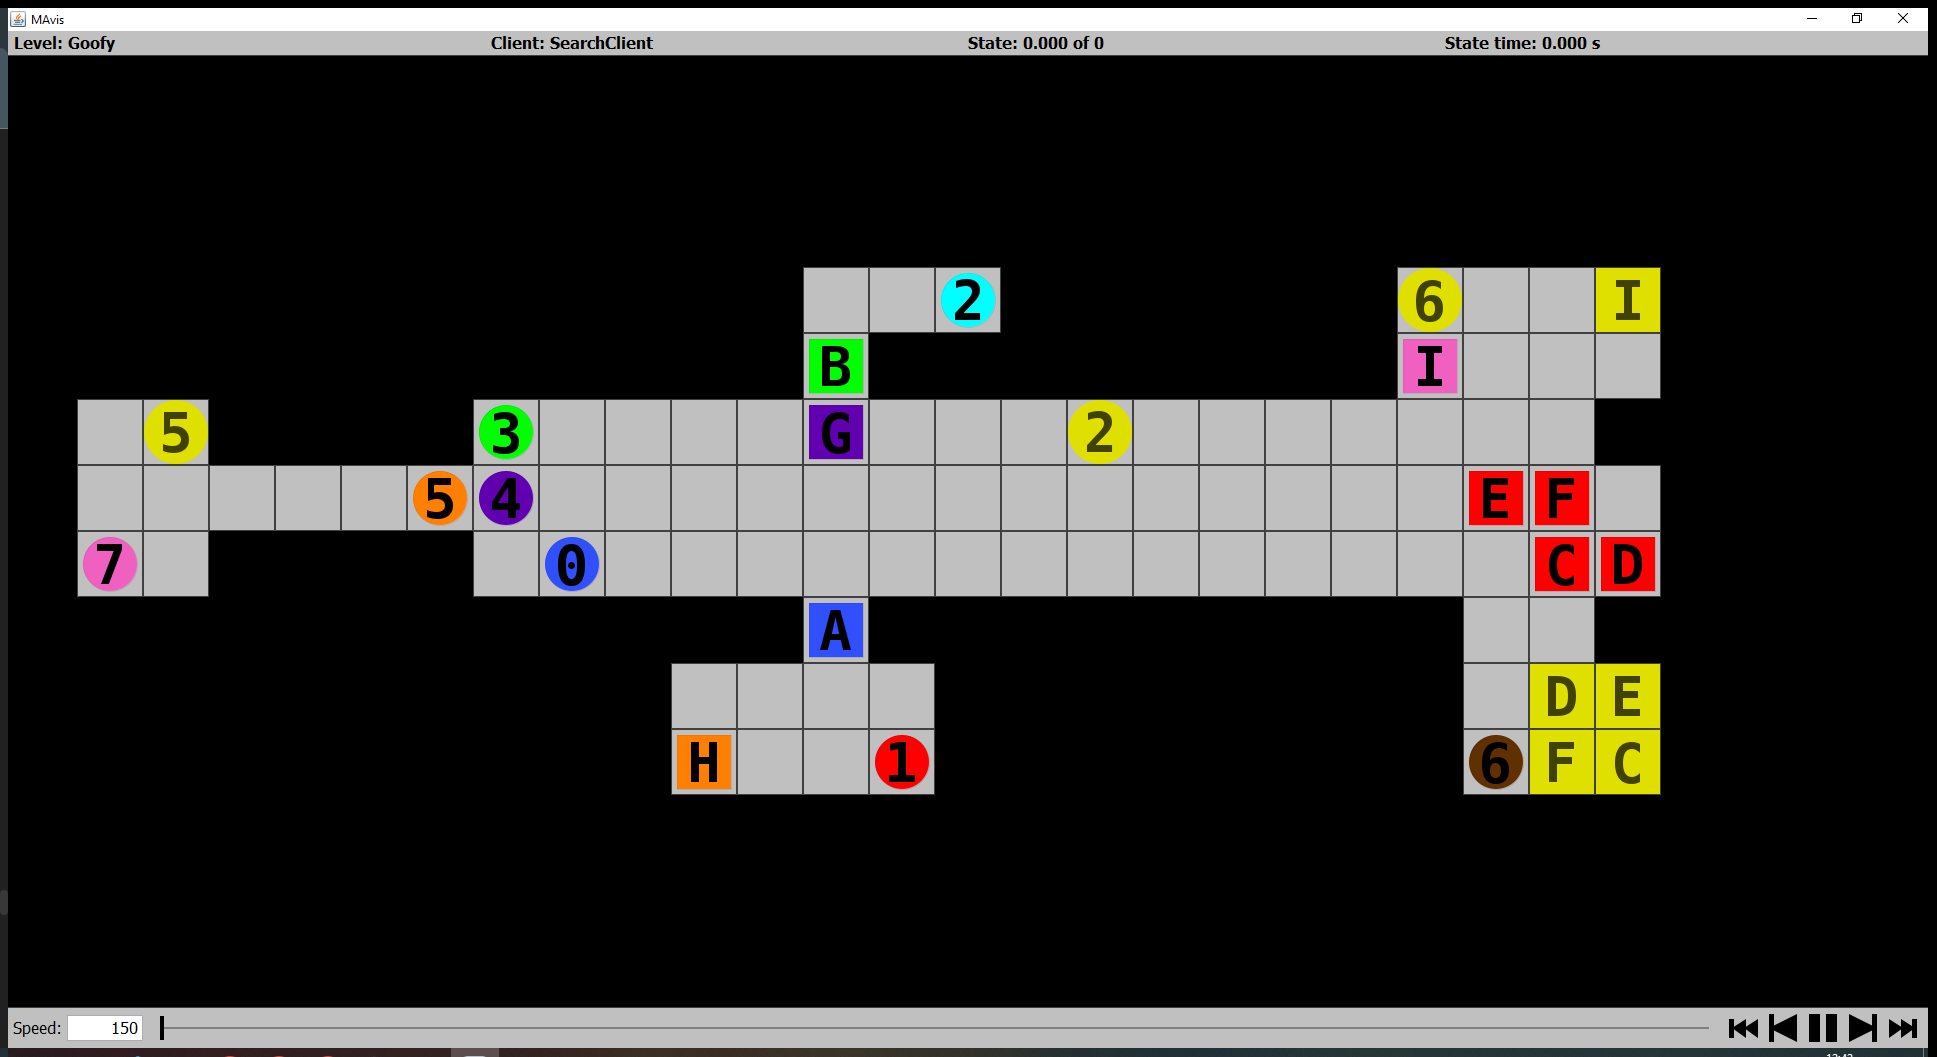 MAvis
Level: Goofy Client: SearchClient State: 0.000 of 0 State time: 0.000 s
2 6 I
B I
5 3 G 2
5 4 E F
7 0 C D
A
D E
H 1 6 F C
Speed: 150